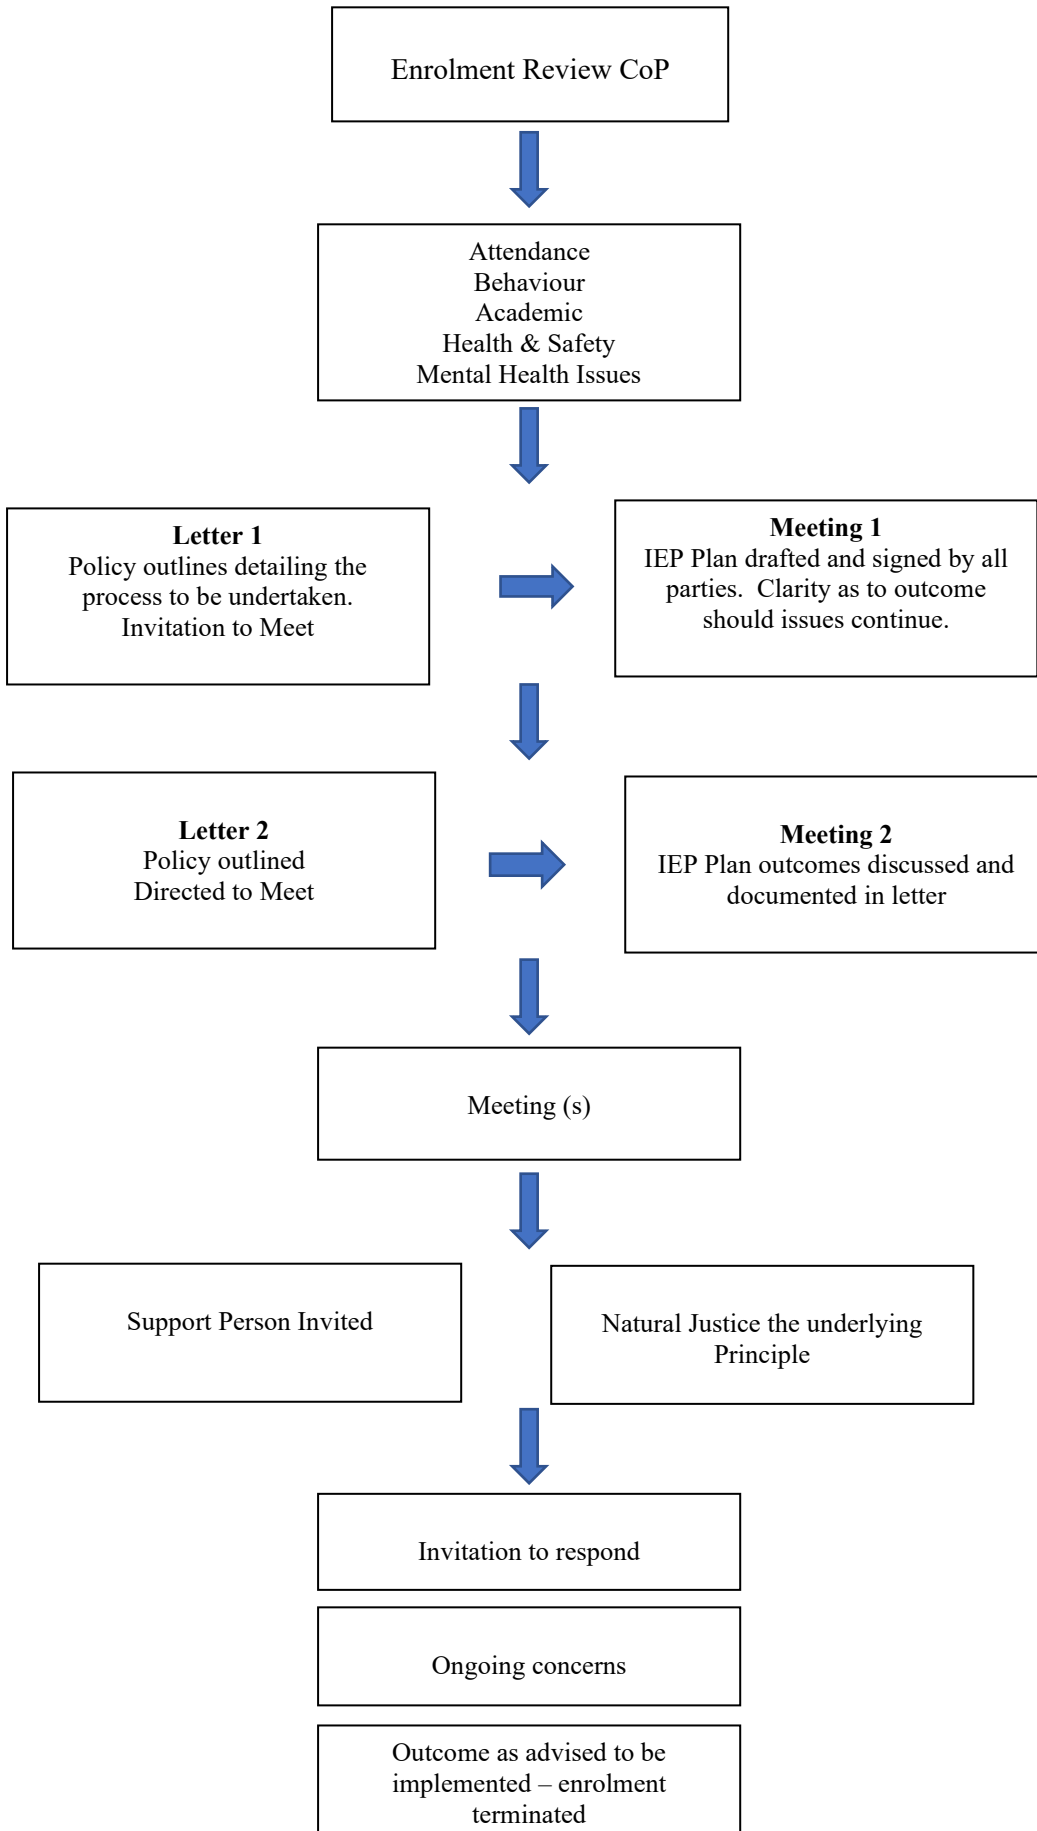 Enrolment Review CoP
Attendance
Behaviour
Academic
Health & Safety
Mental Health Issues
Letter 1
Policy outlines detailing the
process to be undertaken.
Invitation to Meet
Meeting 1
IEP Plan drafted and signed by all
parties.  Clarity as to outcome
should issues continue.
Letter 2
Policy outlined
Directed to Meet
Meeting 2
IEP Plan outcomes discussed and
documented in letter
Meeting (s)
Support Person Invited
Natural Justice the underlying
Principle
Invitation to respond
Ongoing concerns
Outcome as advised to be
implemented – enrolment
terminated